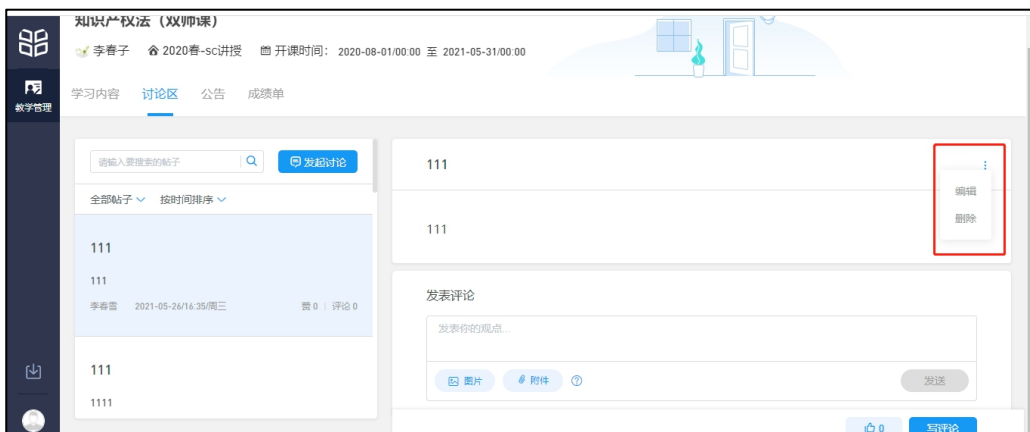 知识产权法（双师课）
李春子 2020春-sc讲授 开课时间： 2020-08-01/00:00 至 2021-05-31/00:00
教学管理
学习内容 讨论区 公告 成绩单
请输入要搜索的帖子 发起讨论
全部帖子 按时间排序
111
111
李春雪 2021-05-26/16:35/周三 赞 0 | 评论 0
111
1111
111
编辑
删除
111
发表评论
发表你的观点...
图片 附件 发送
0 写评论